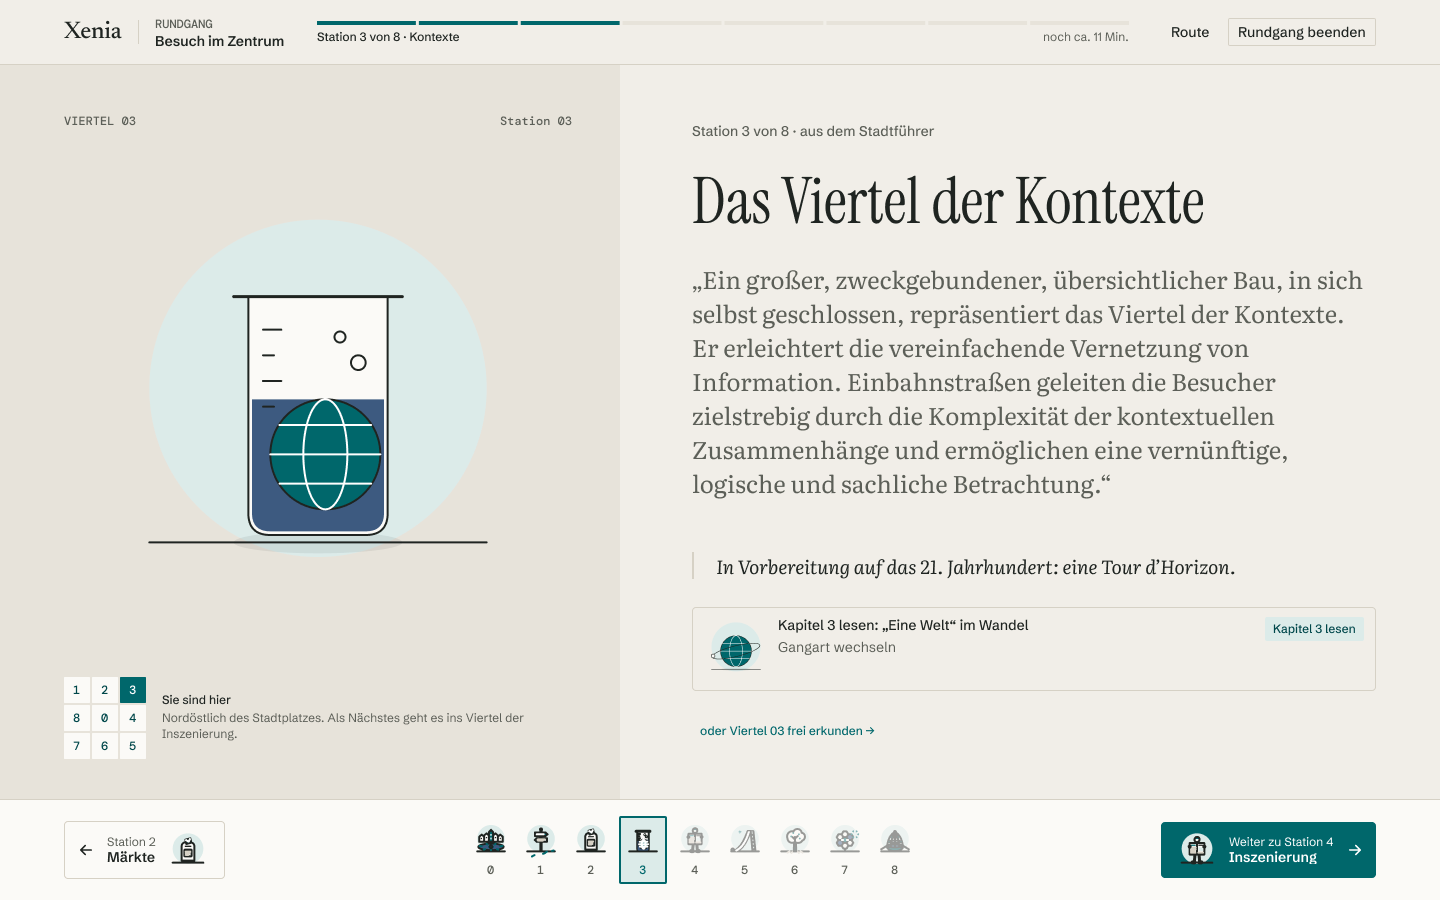 Xenia
RUNDGANG
Besuch im Zentrum
Station 3 von 8 · Kontexte
noch ca. 11 Min.
Route
Rundgang beenden
VIERTEL 03
Station 03
1 2 3
8 0 4
7 6 5
Sie sind hier
Nordöstlich des Stadtplatzes. Als Nächstes geht es ins Viertel der
Inszenierung.
Station 3 von 8 · aus dem Stadtführer
Das Viertel der Kontexte
„Ein großer, zweckgebundener, übersichtlicher Bau, in sich
selbst geschlossen, repräsentiert das Viertel der Kontexte.
Er erleichtert die vereinfachende Vernetzung von
Information. Einbahnstraßen geleiten die Besucher
zielstrebig durch die Komplexität der kontextuellen
Zusammenhänge und ermöglichen eine vernünftige,
logische und sachliche Betrachtung.“
In Vorbereitung auf das 21. Jahrhundert: eine Tour d’Horizon.
Kapitel 3 lesen: „Eine Welt“ im Wandel
Gangart wechseln
Kapitel 3 lesen
oder Viertel 03 frei erkunden →
← Station 2
Märkte
0 1 2 3 4 5 6 7 8
Weiter zu Station 4
Inszenierung →